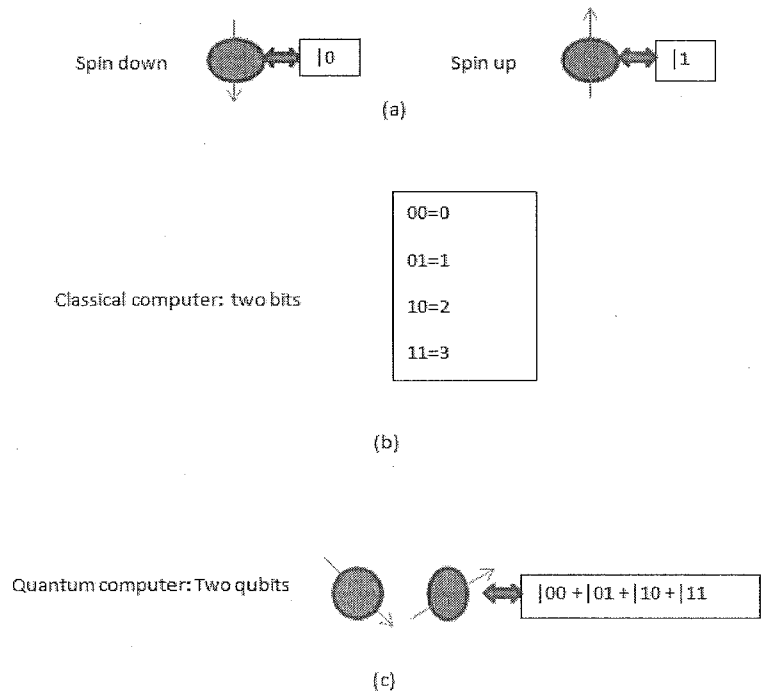 Spin down |0 Spin up |1
(a)
00=0
01=1
Classical computer: two bits
10=2
11=3
(b)
Quantum computer: Two qubits |00 +|01 +|10 +|11
(c)